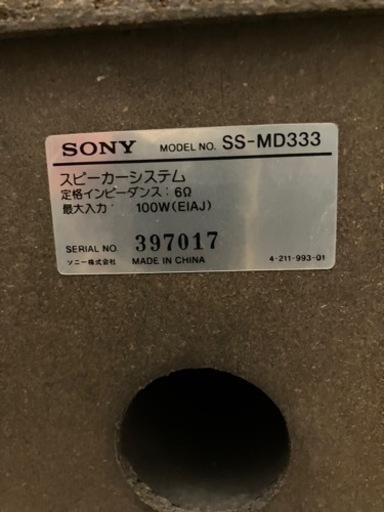 SONY MODEL NO. SS-MD333
スピーカーシステム
定格インピーダンス：6Ω
最大入力： 100W(EIAJ)
SERIAL NO. 397017
ソニー株式会社 MADE IN CHINA 4-211-993-01